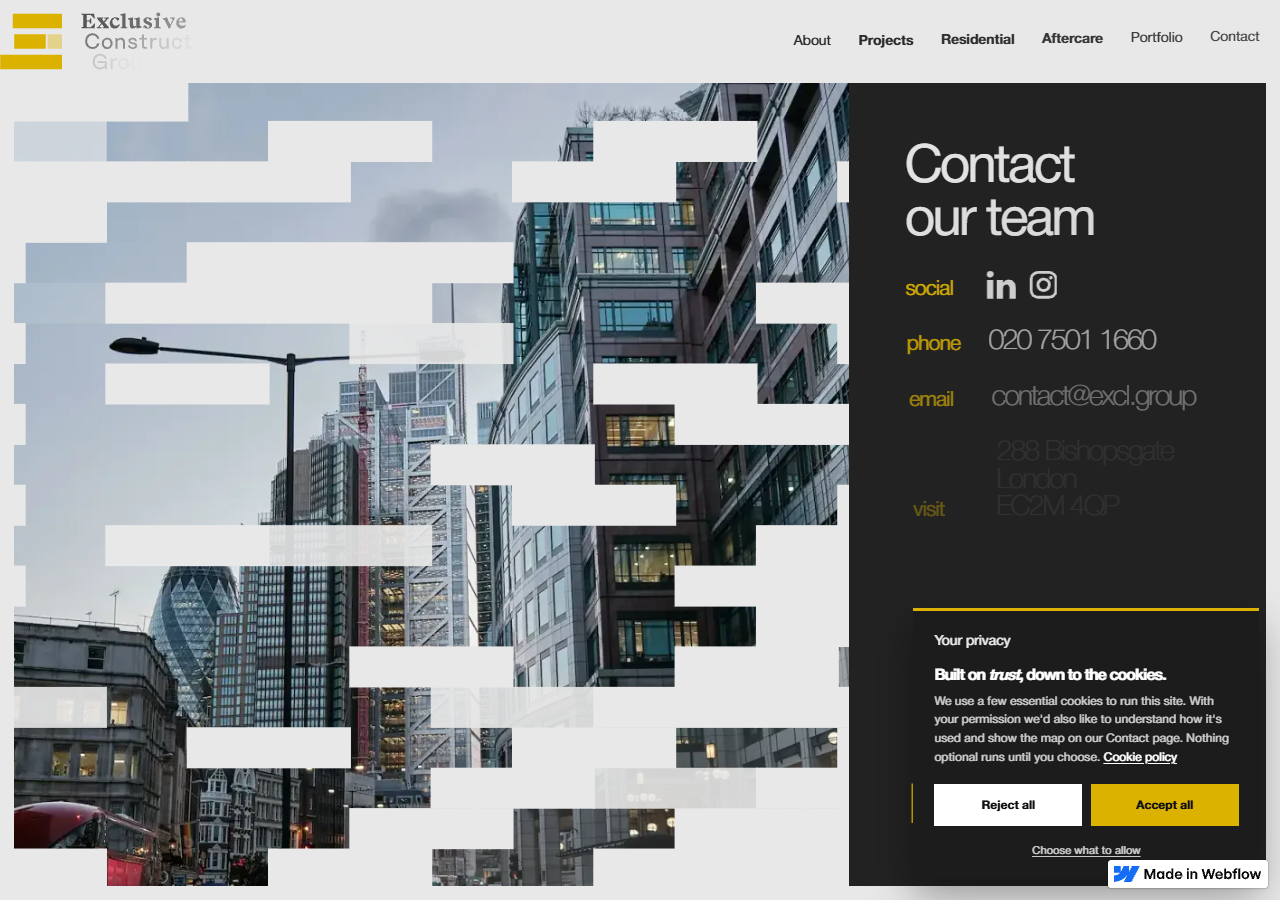 Exclusive
Construct
Grou
About
Projects
Residential
Aftercare
Portfolio
Contact
Contact
our team
social
phone
020 7501 1660
email
contact@excl.group
visit
288 Bishopsgate
London
EC2M 4QP
Your privacy
Built on trust, down to the cookies.
We use a few essential cookies to run this site. With
your permission we'd also like to understand how it's
used and show the map on our Contact page. Nothing
optional runs until you choose. Cookie policy
Reject all
Accept all
Choose what to allow
Made in Webflow